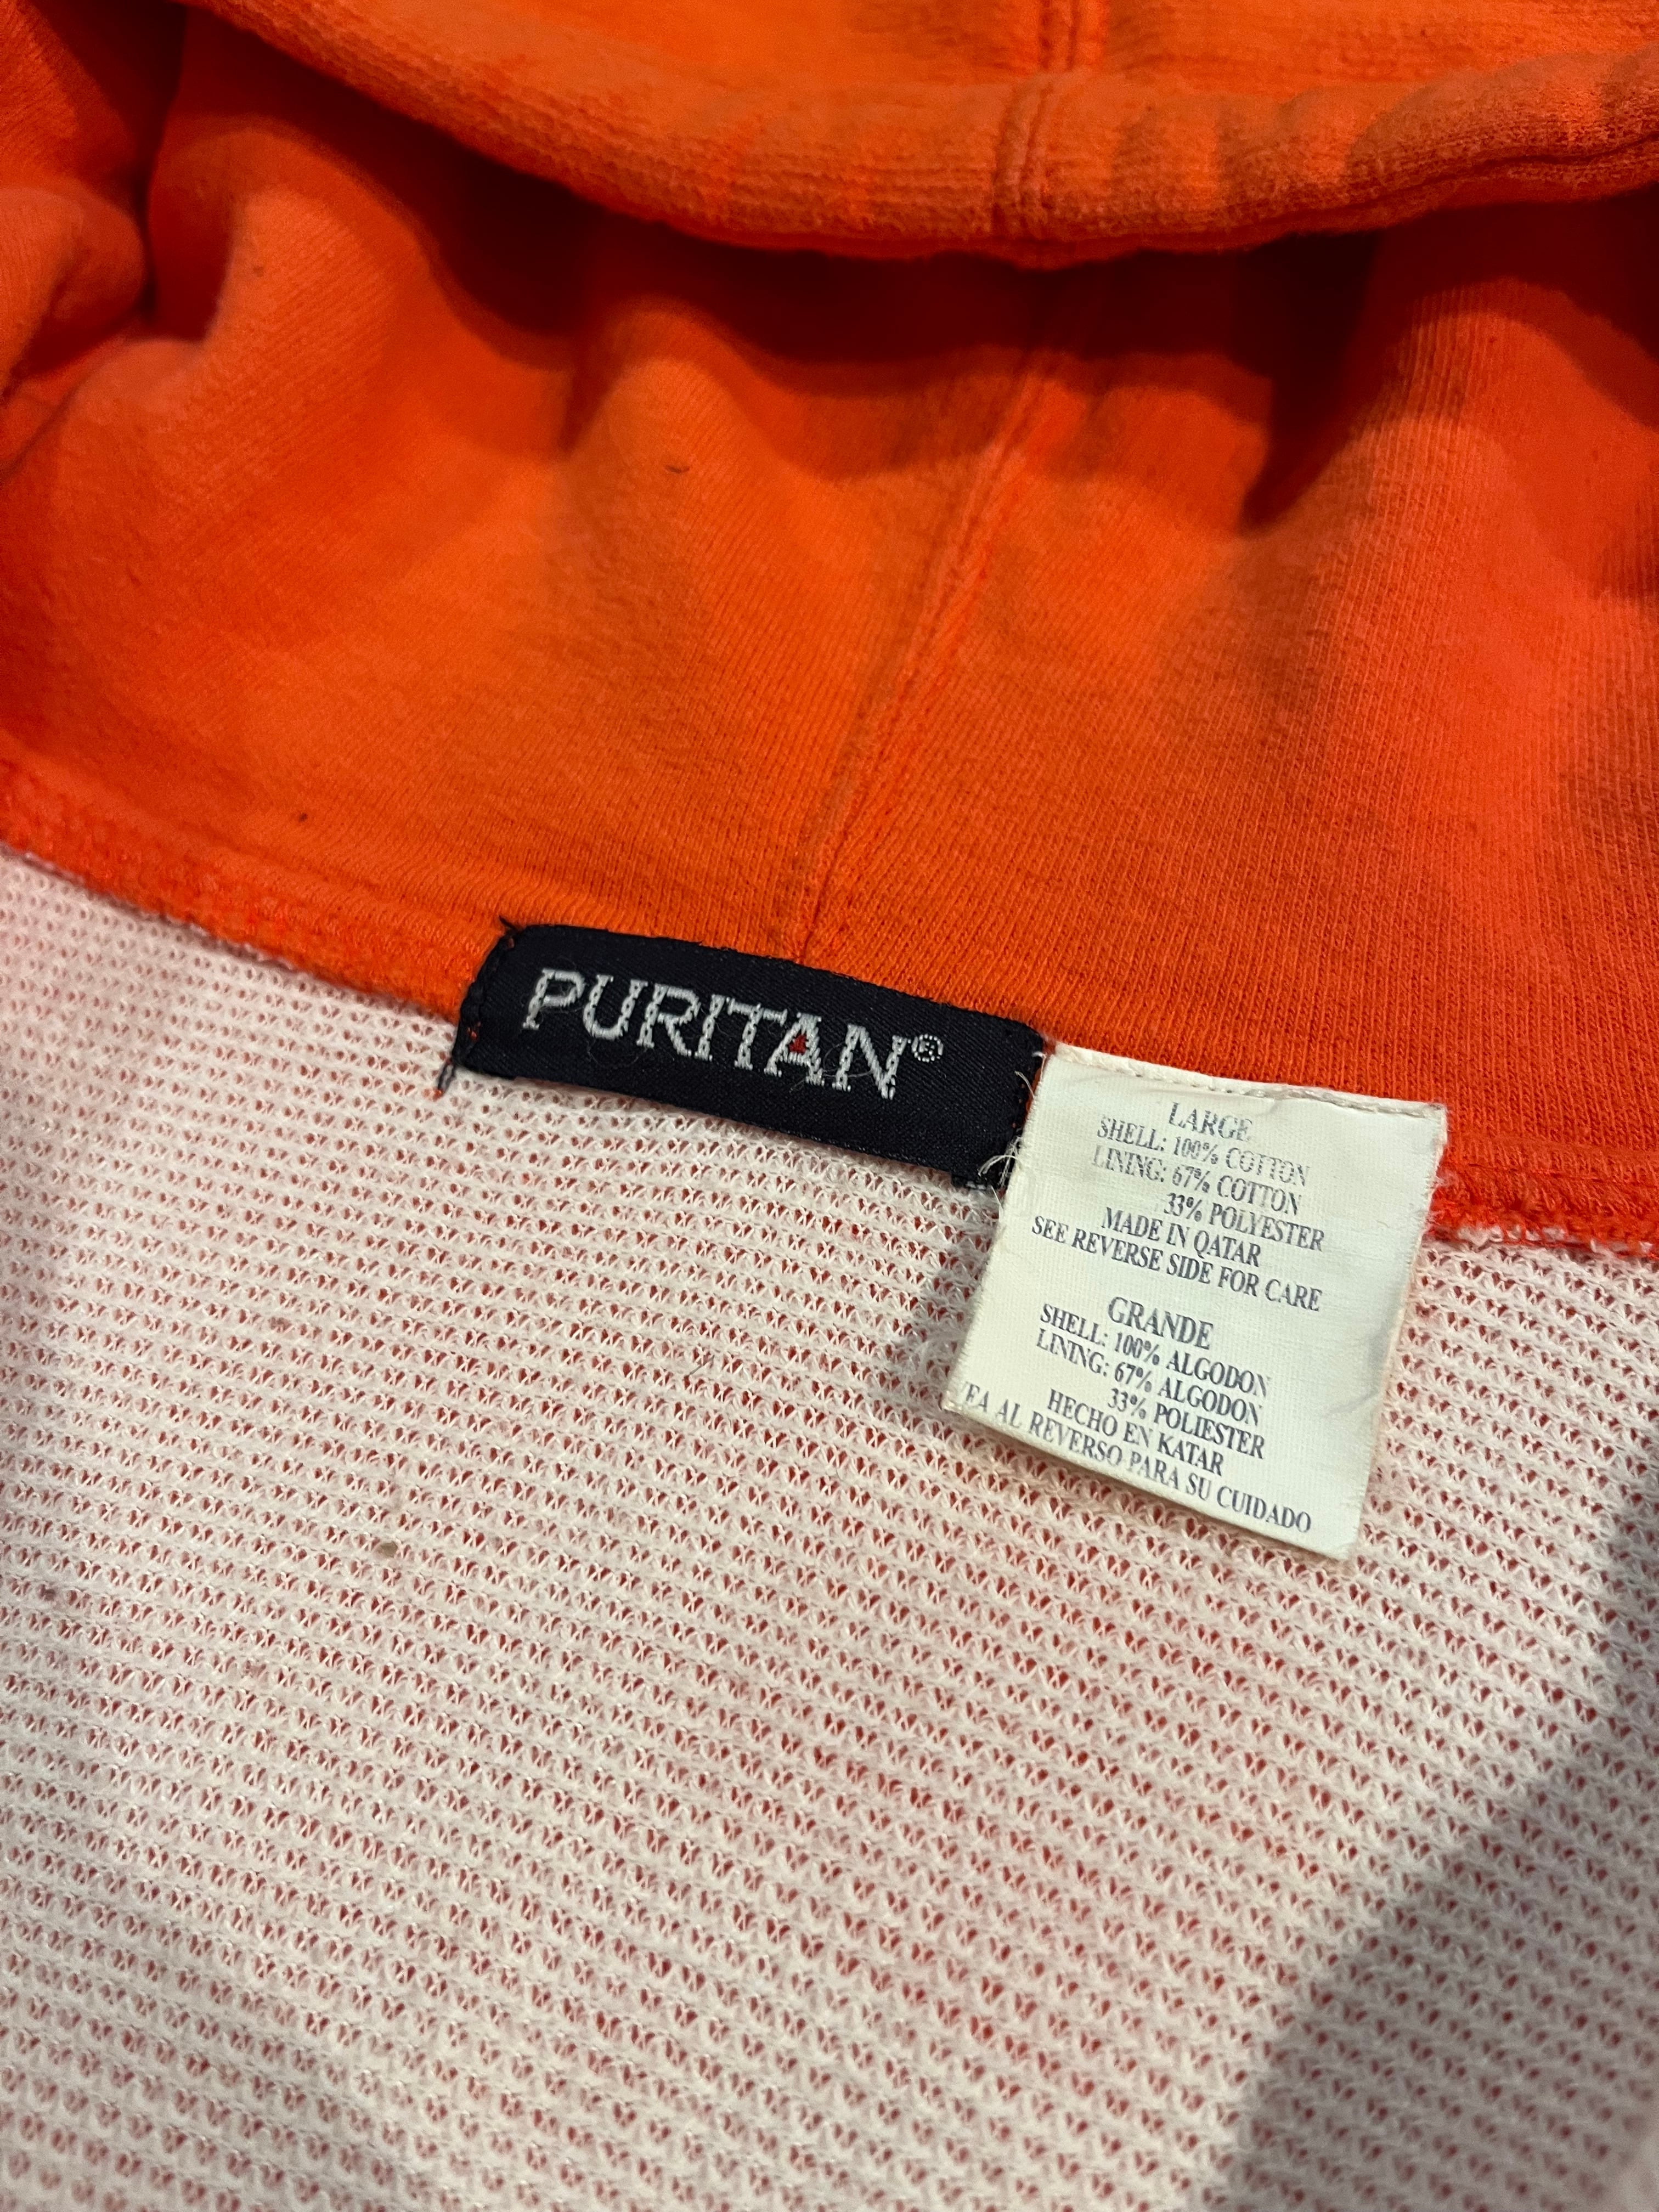 PURITAN®
LARGE
SHELL: 100% COTTON
LINING: 67% COTTON
33% POLYESTER
MADE IN QATAR
SEE REVERSE SIDE FOR CARE
GRANDE
SHELL: 100% ALGODON
LINING: 67% ALGODON
33% POLIESTER
HECHO EN KATAR
VEA AL REVERSO PARA SU CUIDADO